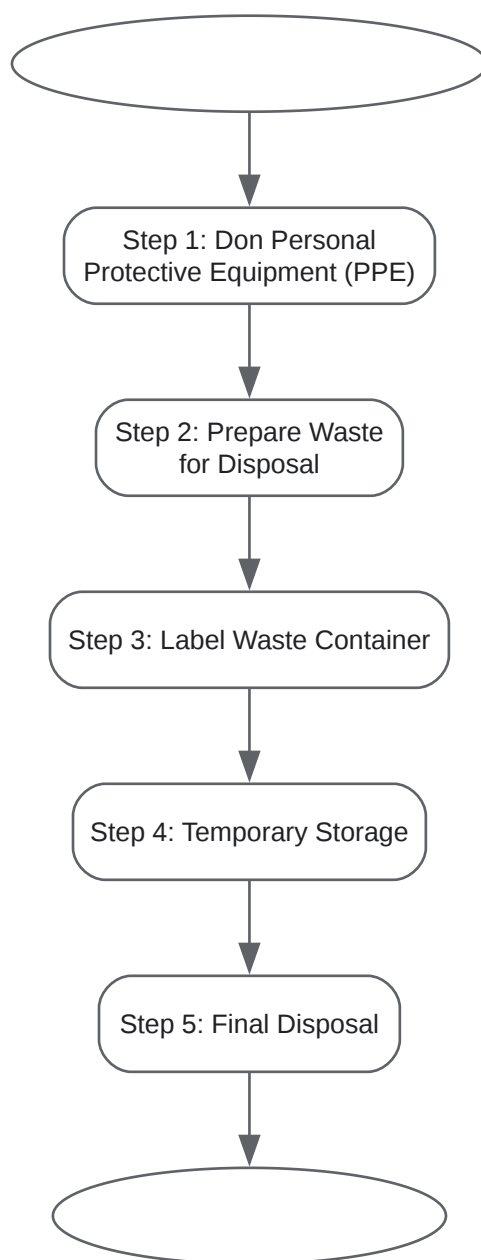 Step 1: Don Personal
Protective Equipment (PPE)
Step 2: Prepare Waste
for Disposal
Step 3: Label Waste Container
Step 4: Temporary Storage
Step 5: Final Disposal